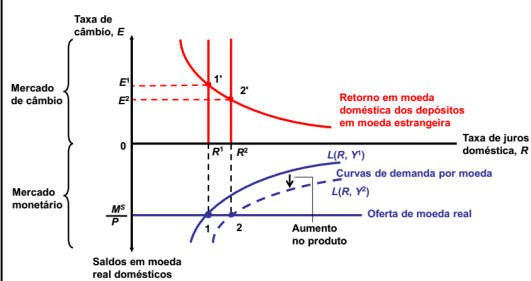 Taxa de
câmbio, E
Mercado
de câmbio
E¹
E²
1'
2'
Retorno em moeda
doméstica dos depósitos
em moeda estrangeira
0
R¹ R²
Taxa de juros
doméstica, R
L(R, Y¹)
Curvas de demanda por moeda
L(R, Y²)
Mercado
monetário
Mˢ
P
Oferta de moeda real
1 2
Aumento
no produto
Saldos em moeda
real domésticos